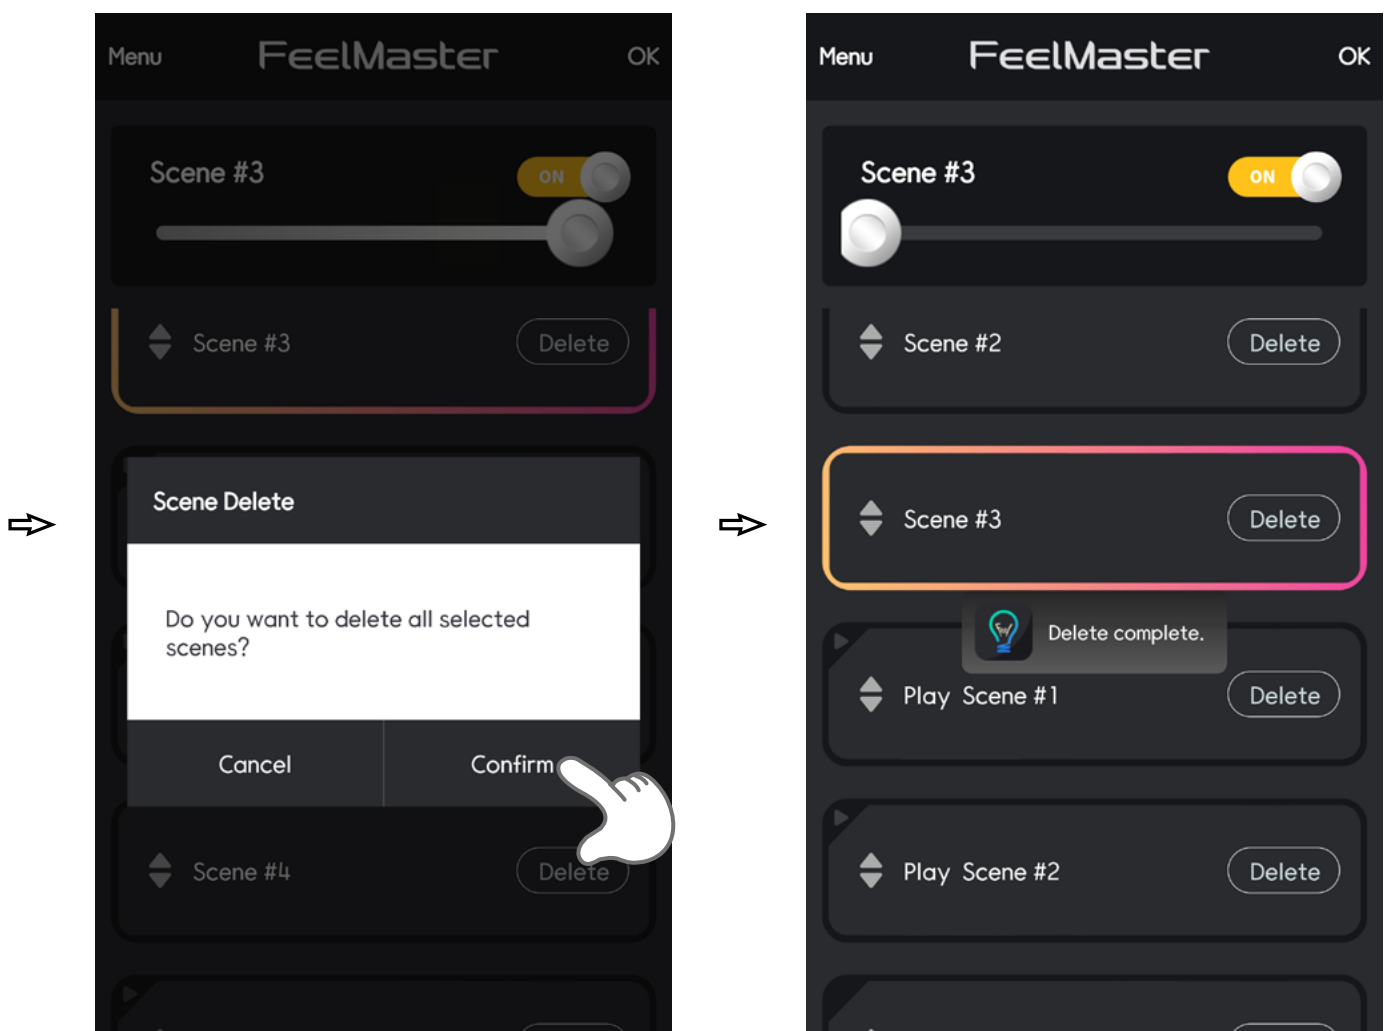 Menu
FeelMaster
OK
Scene #3
ON
Scene #3
Delete
Scene Delete
Do you want to delete all selected
scenes?
Cancel
Confirm
Scene #4
Delete
Menu
FeelMaster
OK
Scene #3
ON
Scene #2
Delete
Scene #3
Delete
Delete complete.
Play Scene #1
Delete
Play Scene #2
Delete